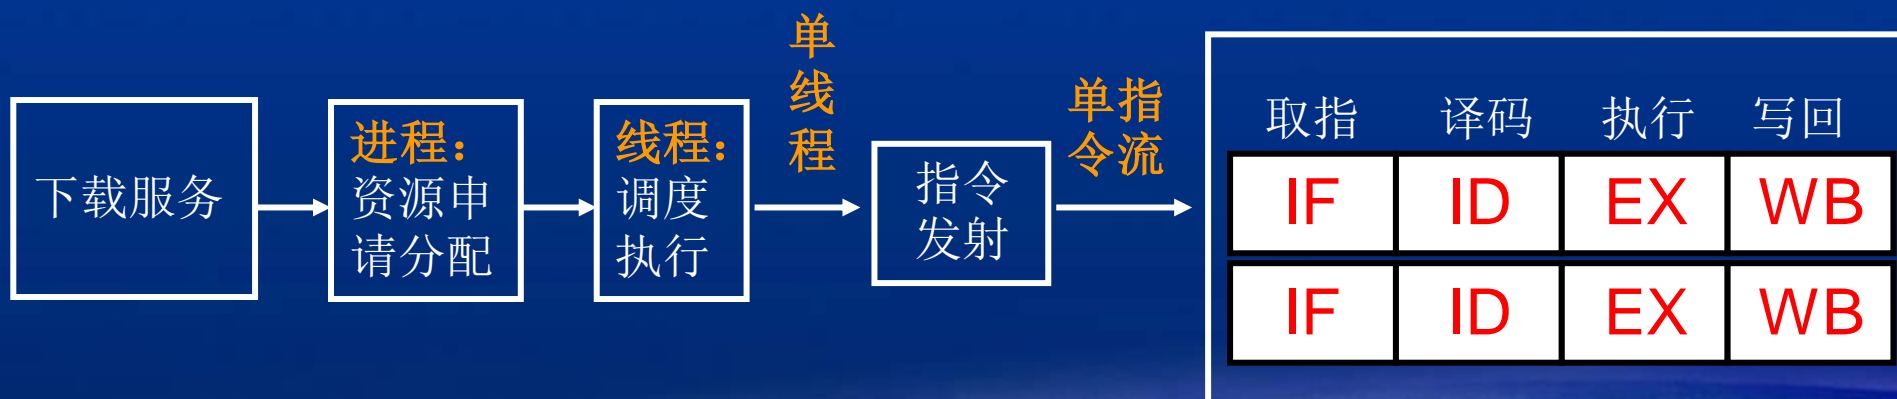 下载服务
进程：
资源申
请分配
线程：
调度
执行
单
线
程
指令
发射
单指
令流
取指 译码 执行 写回
IF ID EX WB
IF ID EX WB